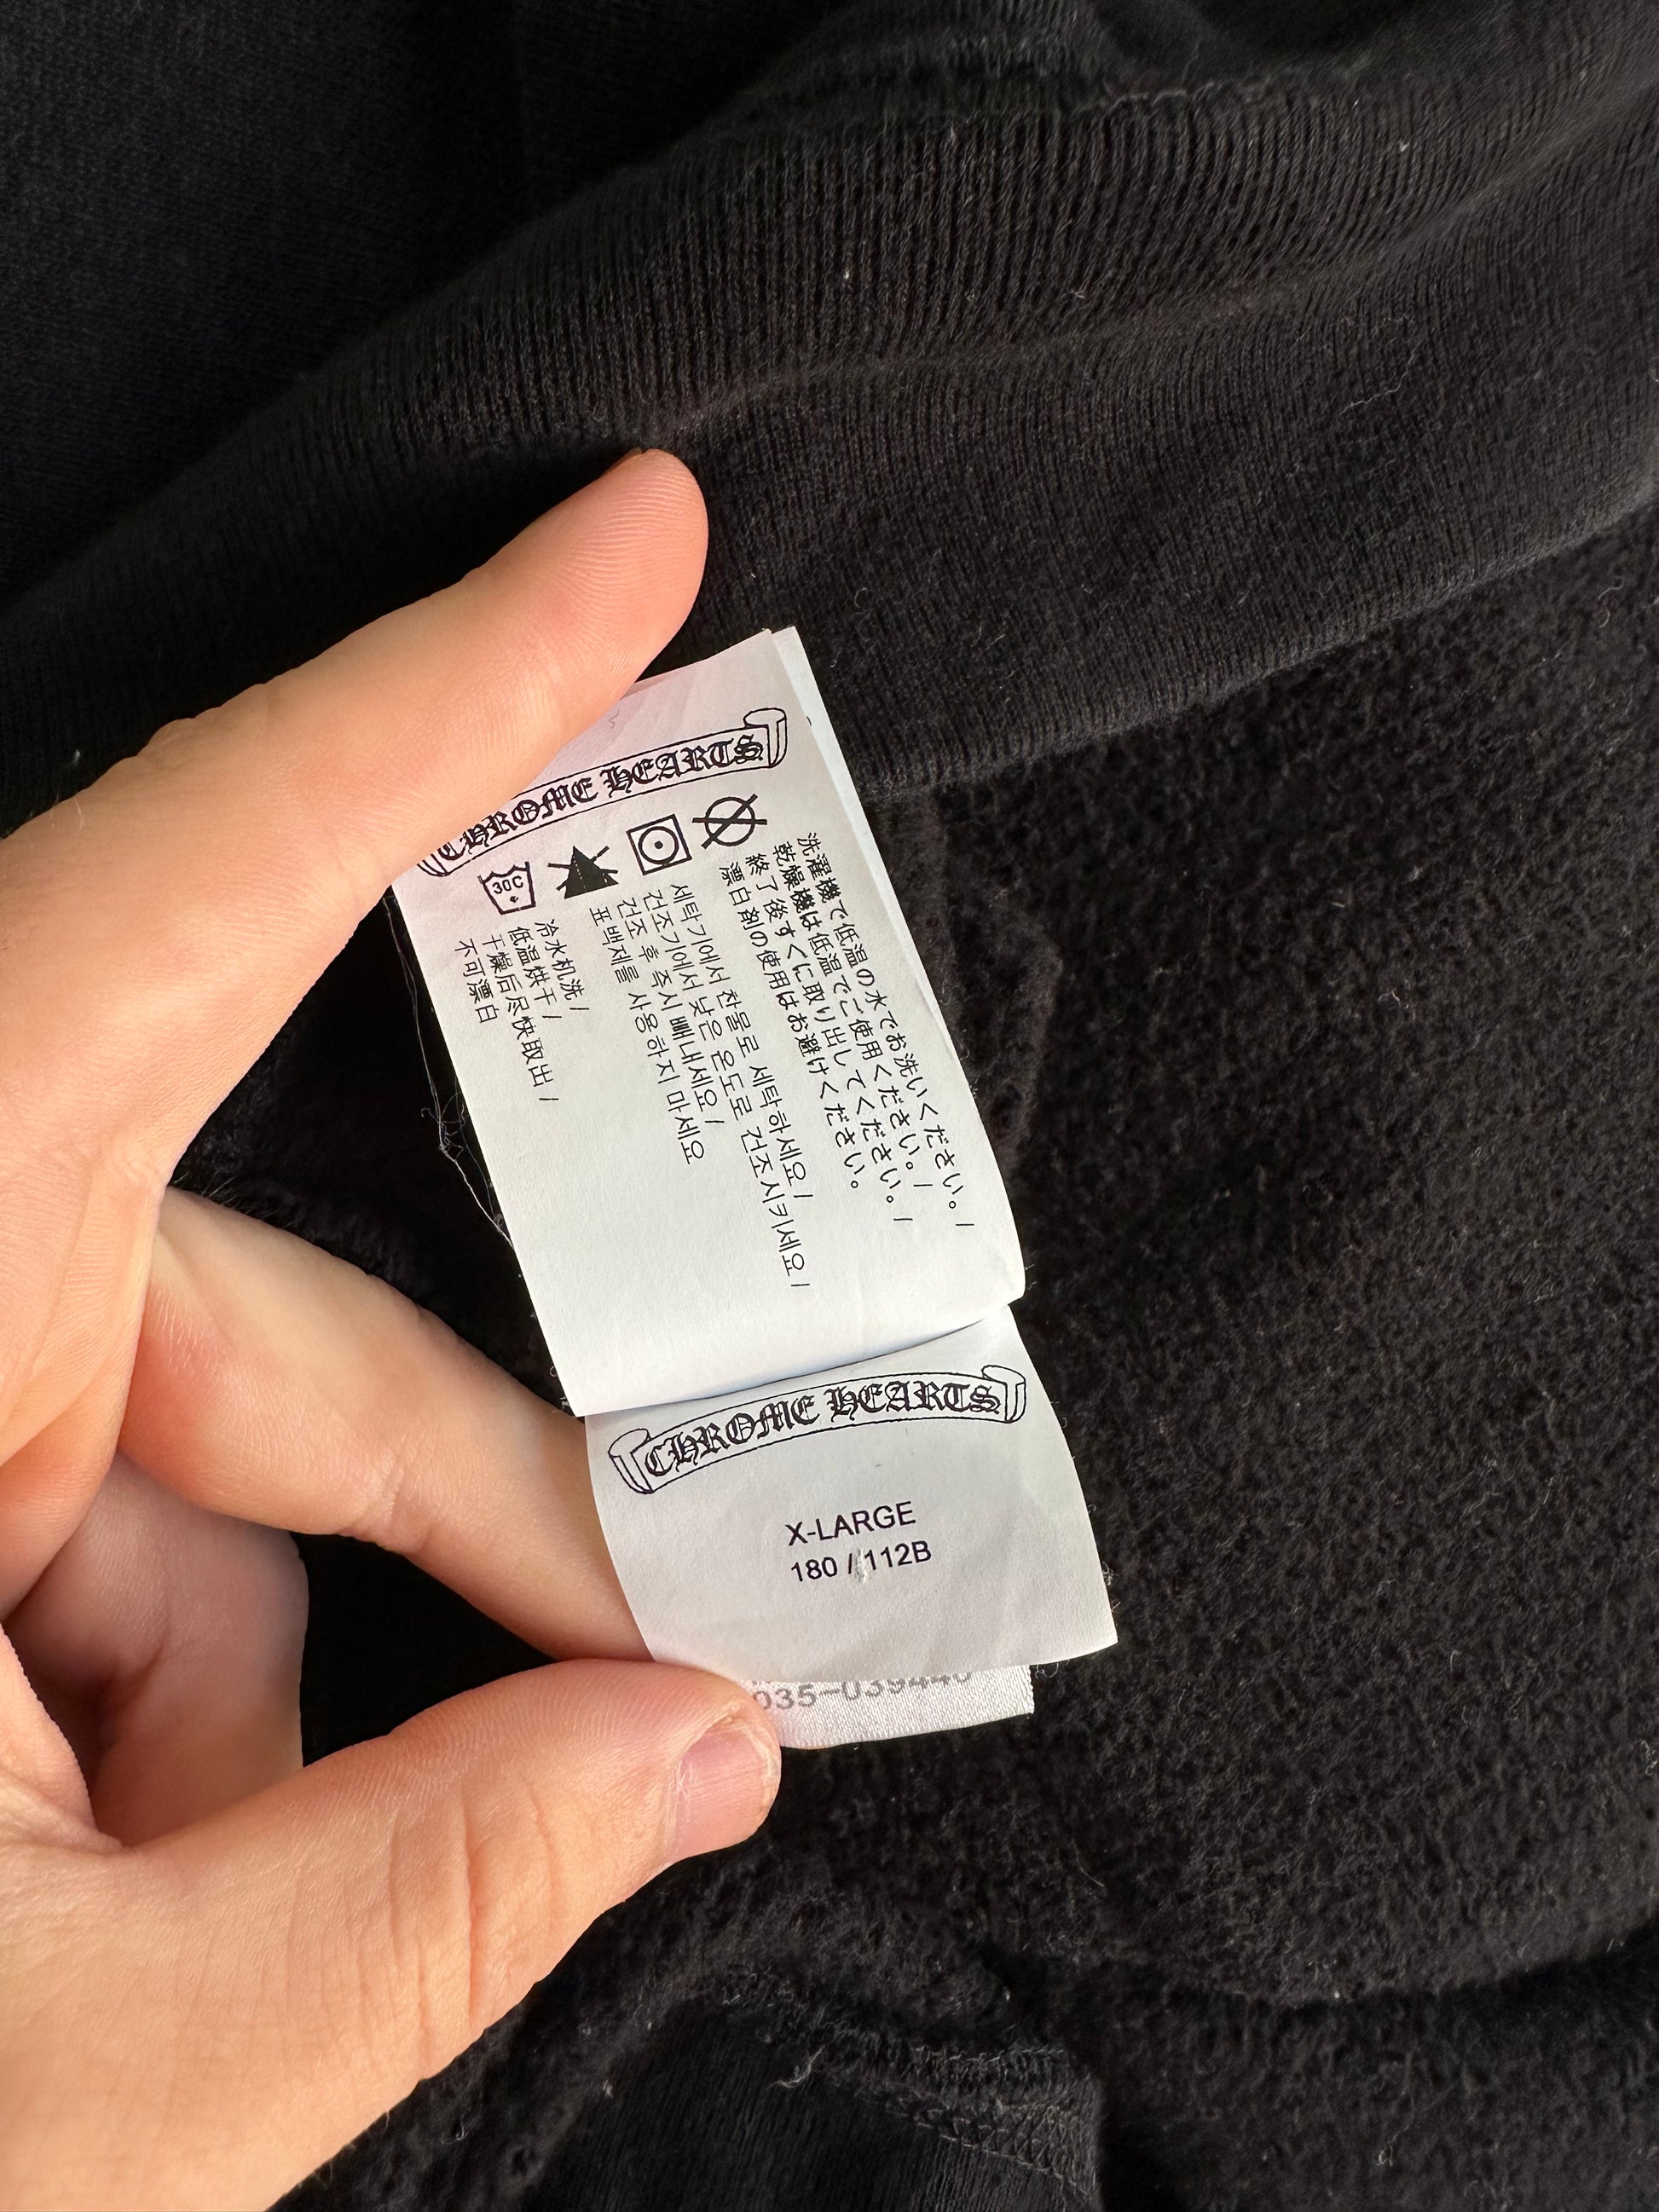 CHROME HEARTS
30C
洗濯機で低温の水でお洗いください。/
乾燥機は低温でご使用ください。/
終了後すぐに取り出してください。/
漂白剤の使用はお避けください。
세탁기에서 찬물로 세탁하세요 /
건조기에서 낮은 온도로 건조시키세요 /
건조 후 즉시 빼내세요 /
표백제를 사용하지 마세요
冷水机洗 /
低温烘干 /
干燥后尽快取出 /
不可漂白
CHROME HEARTS
X-LARGE
180 / 112B
035-039440